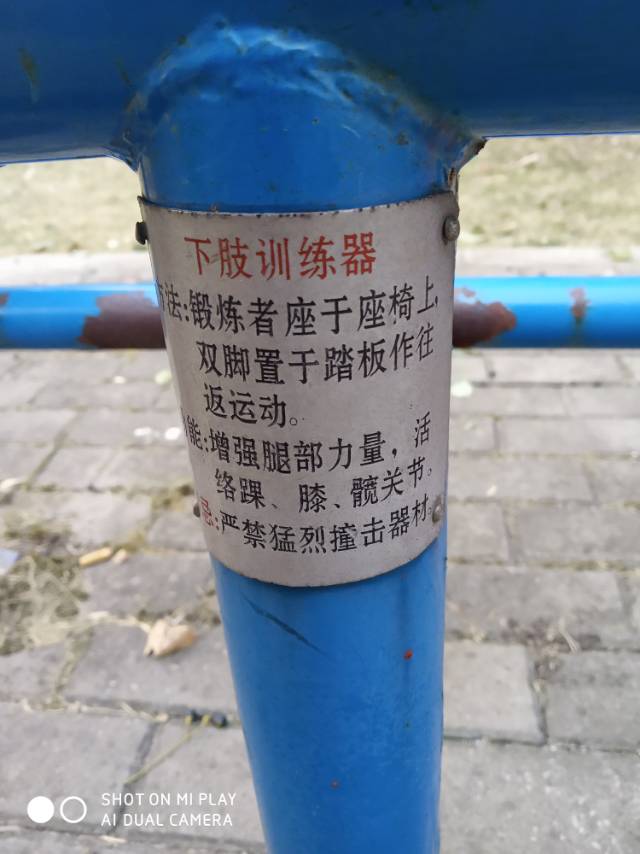 下肢训练器
方法:锻炼者座于座椅上,
双脚置于踏板作往
返运动。
能:增强腿部力量，活
络踝、膝、髋关节。
忌:严禁猛烈撞击器材。
SHOT ON MI PLAY
AI DUAL CAMERA